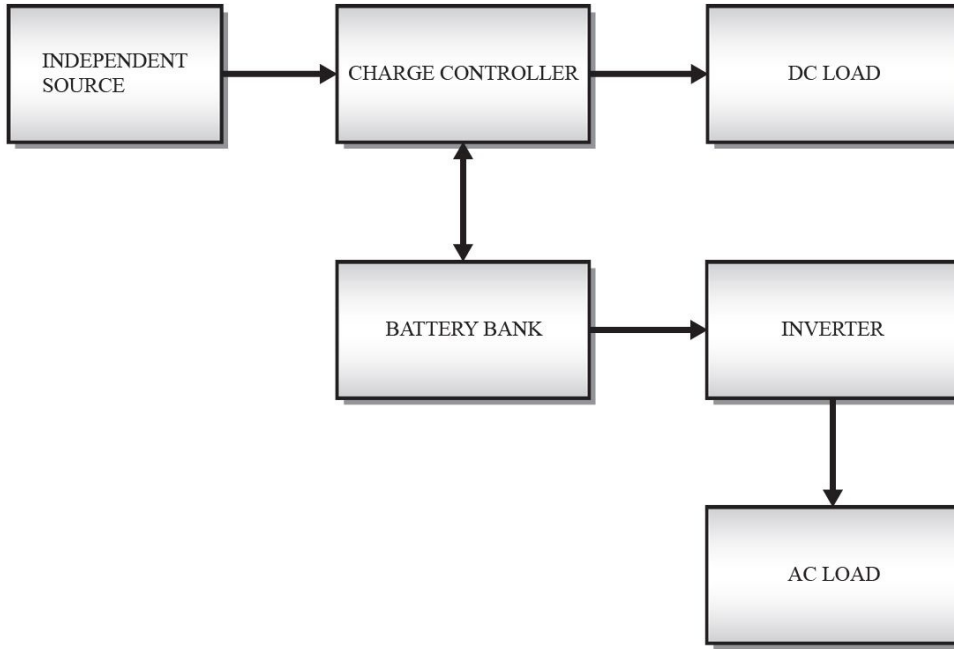 INDEPENDENT
SOURCE
CHARGE CONTROLLER
DC LOAD
BATTERY BANK
INVERTER
AC LOAD